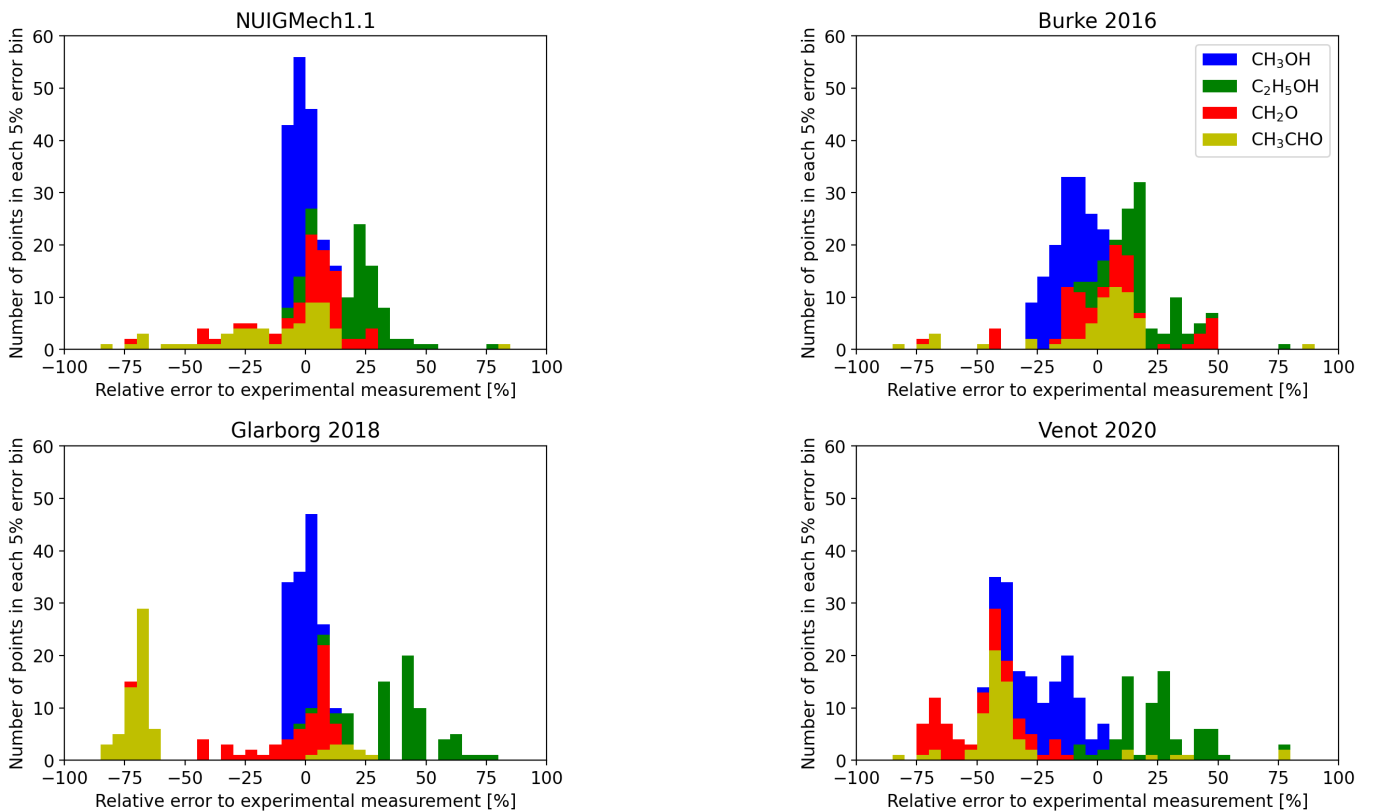 NUIGMech1.1
Number of points in each 5% error bin
60
50
40
30
20
10
0
−100 −75 −50 −25 0 25 50 75 100
Relative error to experimental measurement [%]
Burke 2016
Number of points in each 5% error bin
60
50
40
30
20
10
0
CH₃OH
C₂H₅OH
CH₂O
CH₃CHO
−100 −75 −50 −25 0 25 50 75 100
Relative error to experimental measurement [%]
Glarborg 2018
Number of points in each 5% error bin
60
50
40
30
20
10
0
−100 −75 −50 −25 0 25 50 75 100
Relative error to experimental measurement [%]
Venot 2020
Number of points in each 5% error bin
60
50
40
30
20
10
0
−100 −75 −50 −25 0 25 50 75 100
Relative error to experimental measurement [%]